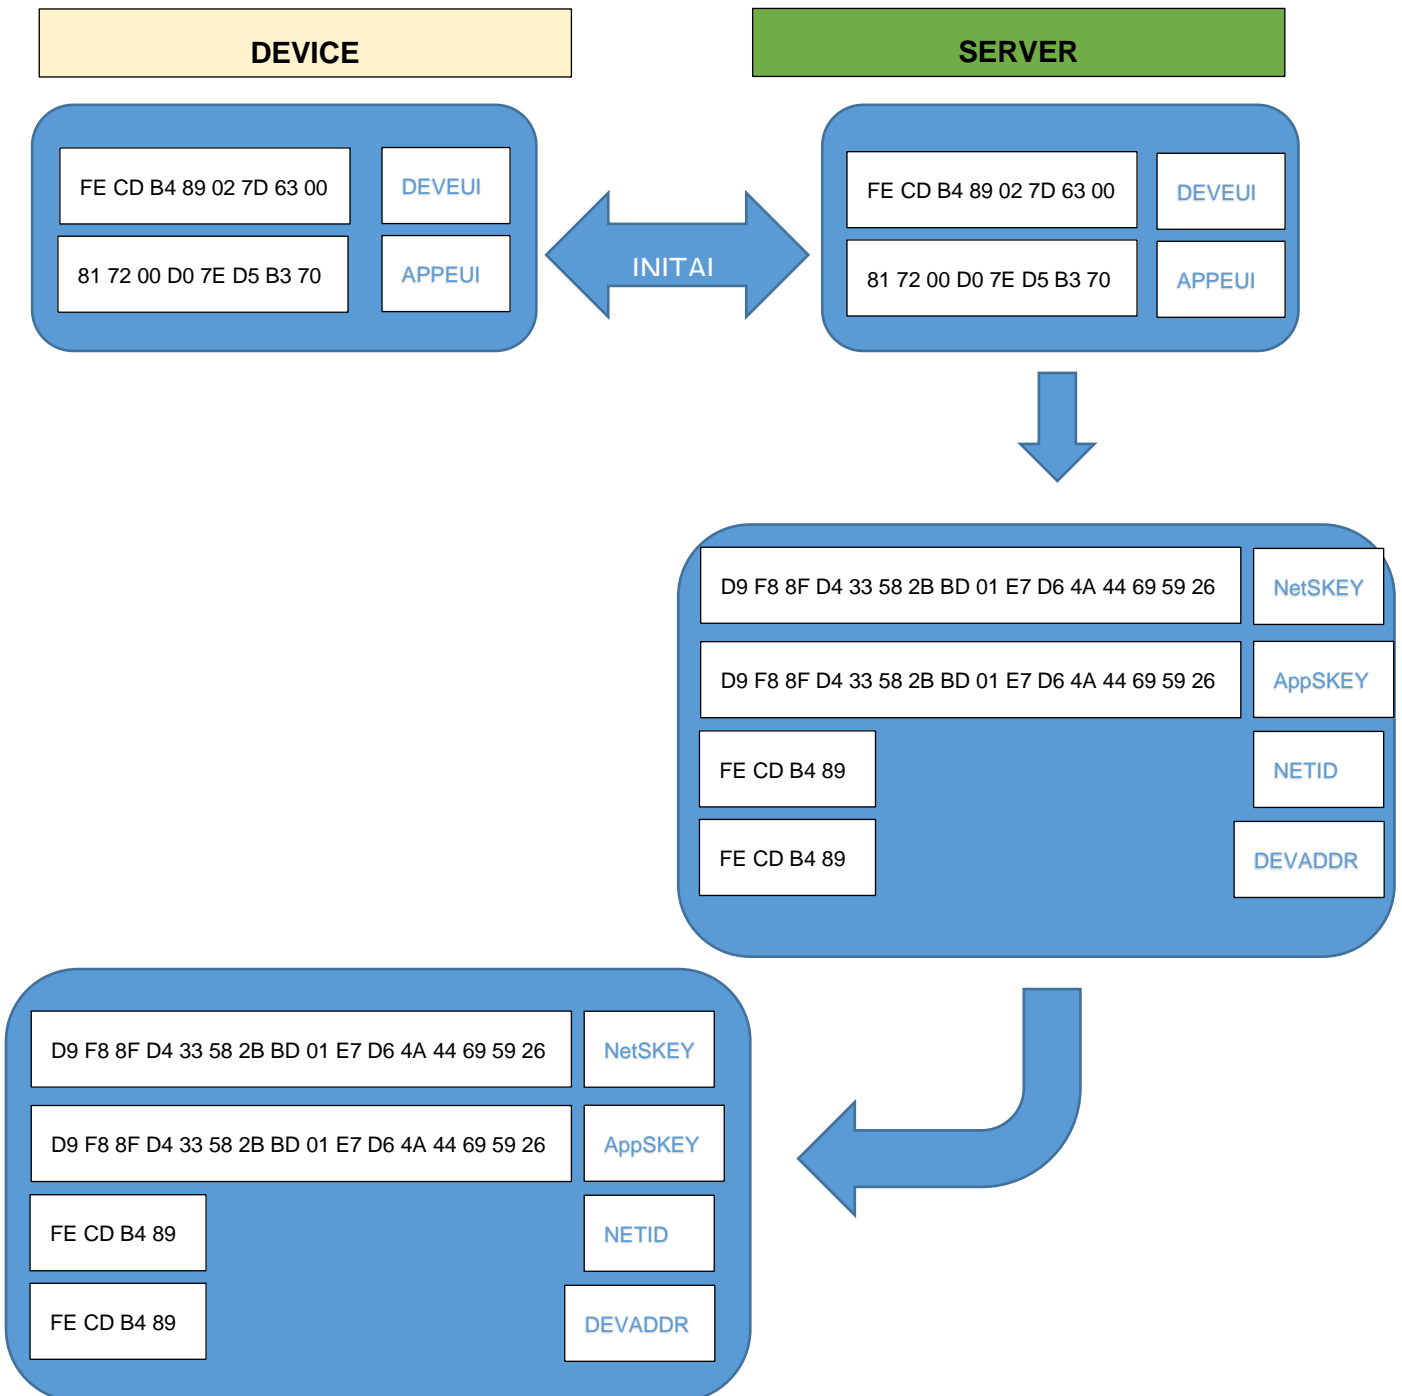 DEVICE
SERVER
FE CD B4 89 02 7D 63 00
DEVEUI
81 72 00 D0 7E D5 B3 70
APPEUI
INITAI
FE CD B4 89 02 7D 63 00
DEVEUI
81 72 00 D0 7E D5 B3 70
APPEUI
D9 F8 8F D4 33 58 2B BD 01 E7 D6 4A 44 69 59 26
NetSKEY
D9 F8 8F D4 33 58 2B BD 01 E7 D6 4A 44 69 59 26
AppSKEY
FE CD B4 89
NETID
FE CD B4 89
DEVADDR
D9 F8 8F D4 33 58 2B BD 01 E7 D6 4A 44 69 59 26
NetSKEY
D9 F8 8F D4 33 58 2B BD 01 E7 D6 4A 44 69 59 26
AppSKEY
FE CD B4 89
NETID
FE CD B4 89
DEVADDR